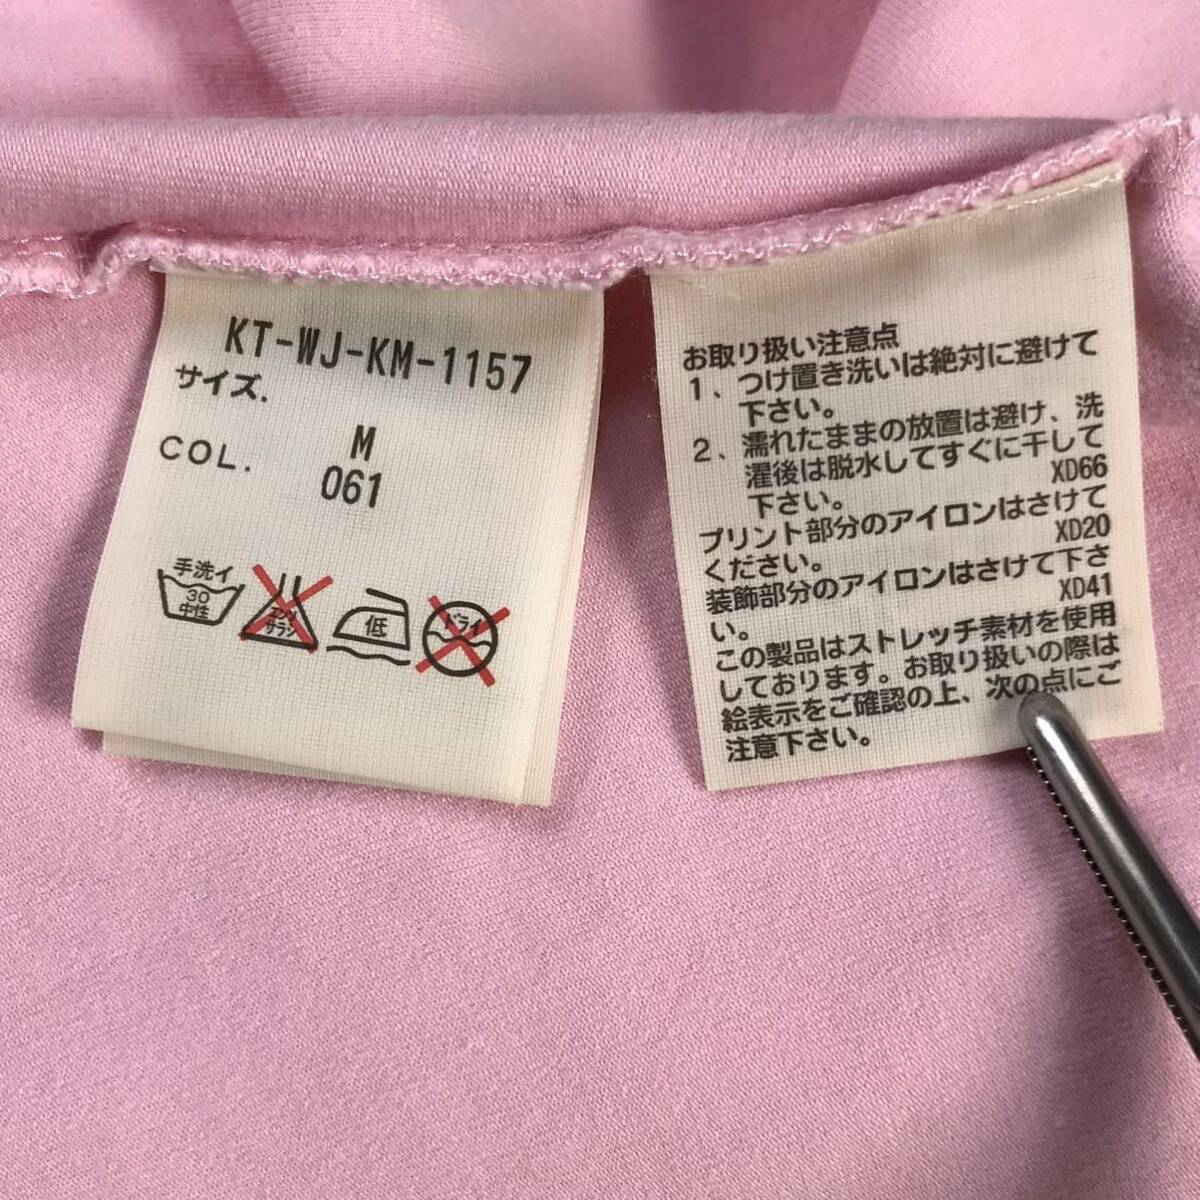 KT-WJ-KM-1157
サイズ.
M
COL.
061
手洗イ
30
中性
エンソ
サラシ
低
ドライ
お取り扱い注意点
1、つけ置き洗いは絶対に避けて
下さい。
2、濡れたままの放置は避け、洗
濯後は脱水してすぐに干して
下さい。
XD66
プリント部分のアイロンはさけて
ください。
XD20
装飾部分のアイロンはさけて下さ
い。
XD41
この製品はストレッチ素材を使用
しております。お取り扱いの際は
絵表示をご確認の上、次の点にご
注意下さい。